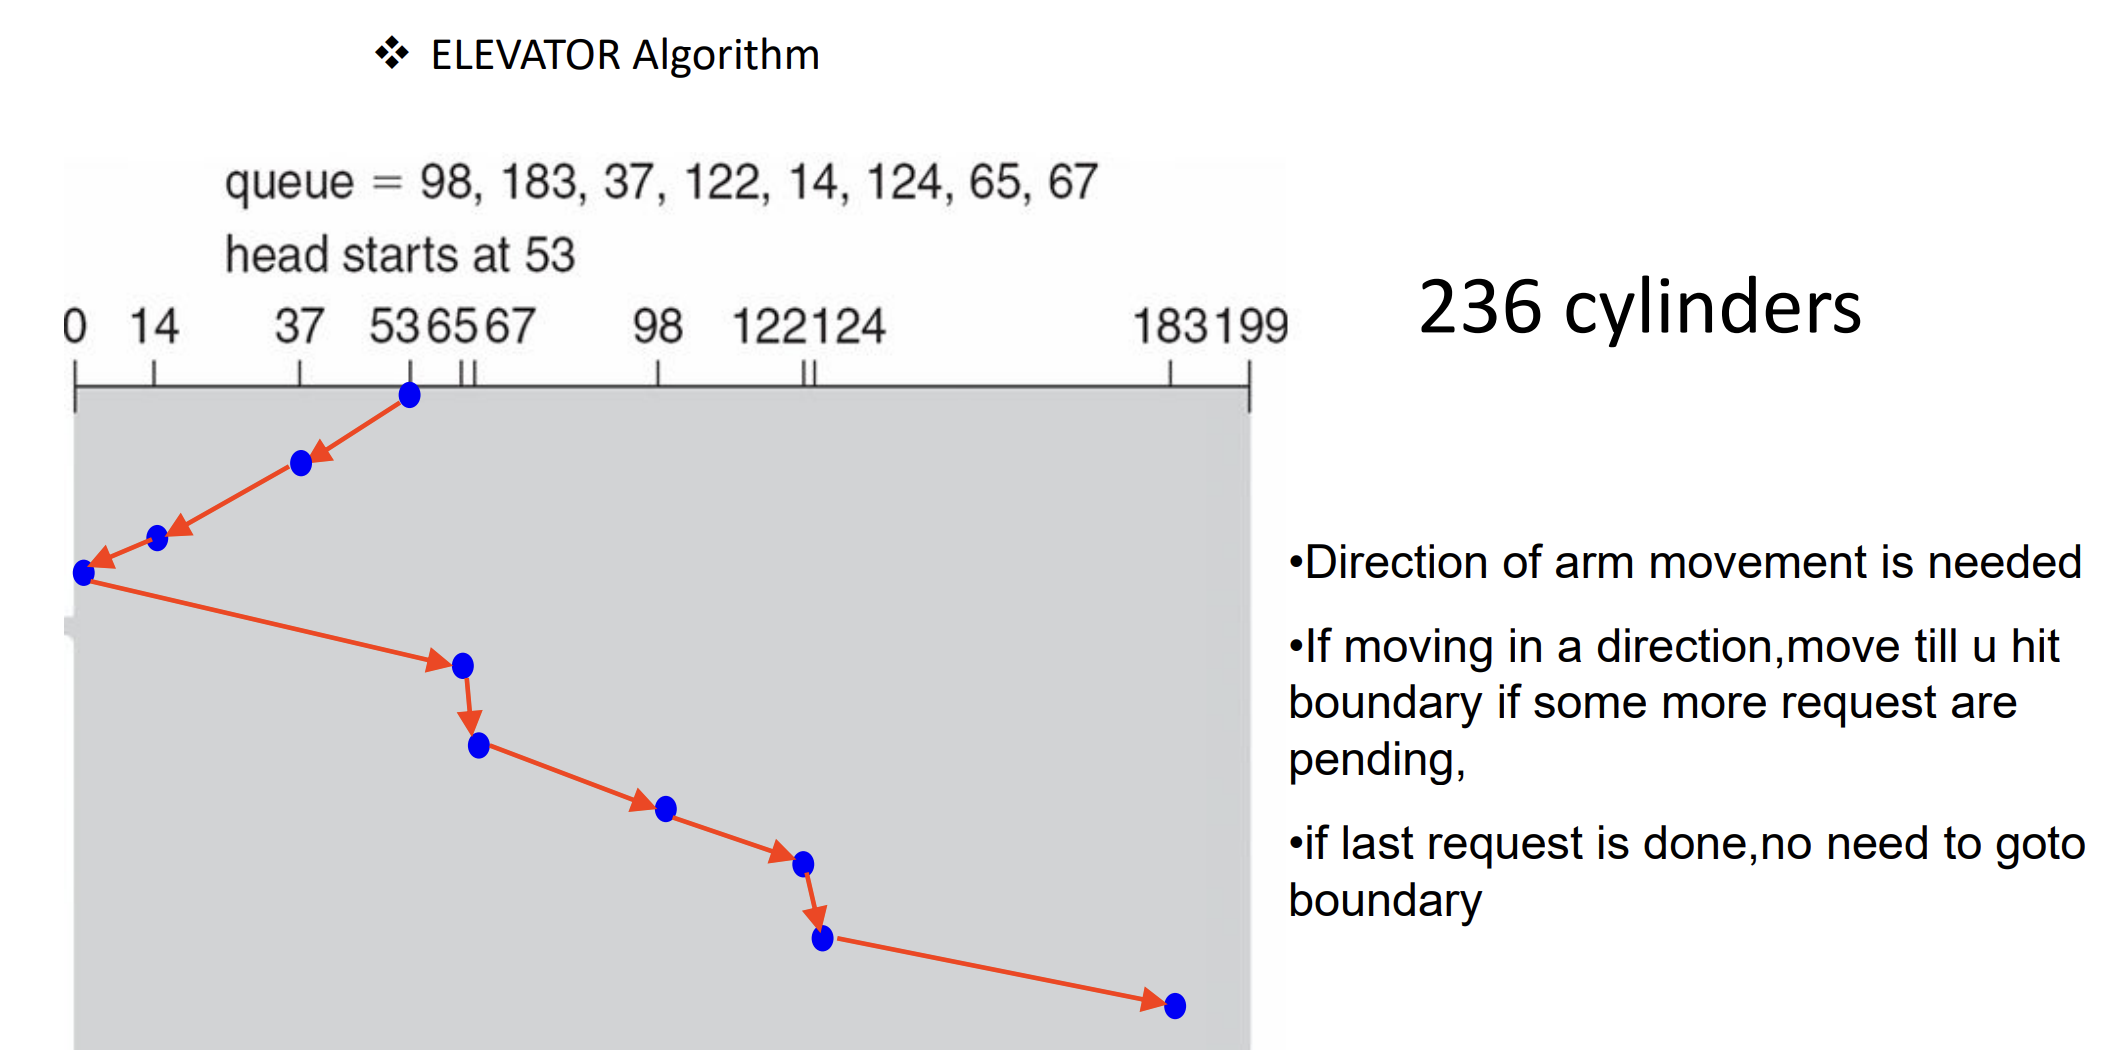 ❖ ELEVATOR Algorithm
queue = 98, 183, 37, 122, 14, 124, 65, 67
head starts at 53
0 14 37 53 65 67 98 122 124 183 199
236 cylinders
•Direction of arm movement is needed
•If moving in a direction,move till u hit
boundary if some more request are
pending,
•if last request is done,no need to goto
boundary